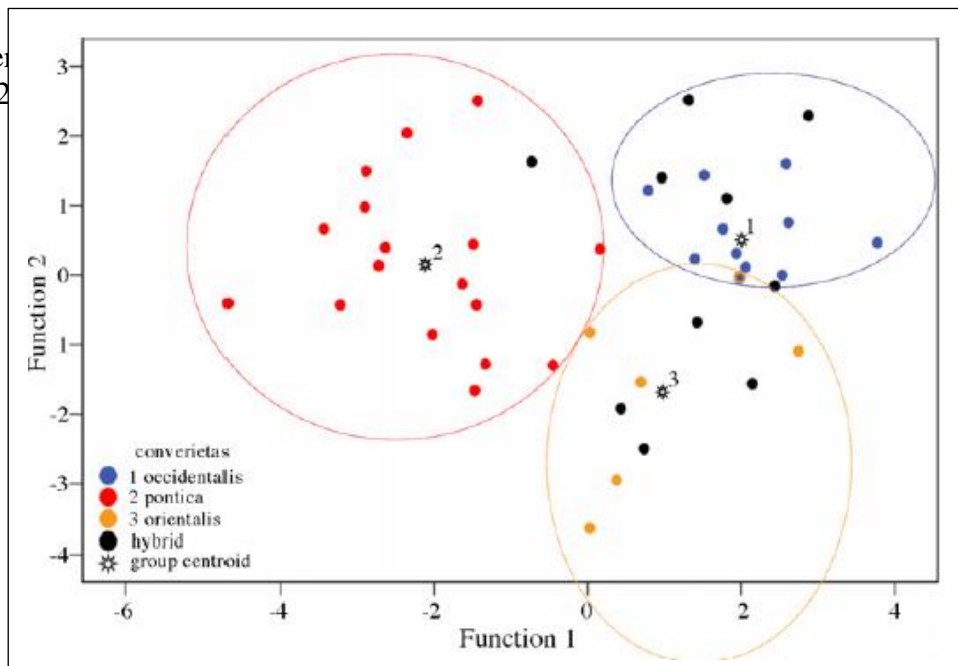 3
2
1
0
1
-2
-3
-4
Function 2
1
2
3
converietas
1 occidentalis
2 pontica
3 orientalis
hybrid
group centroid
-6 -4 -2 0 2 4
Function 1